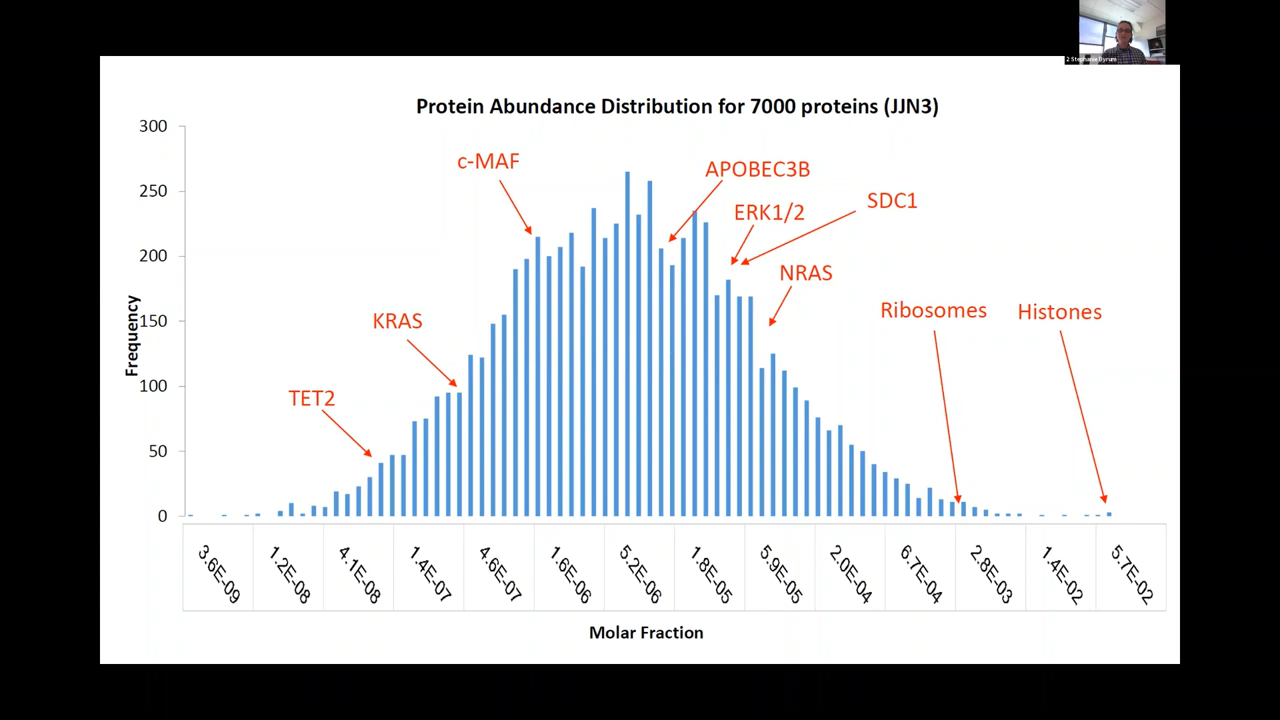 2 Stephanie Byrum
Protein Abundance Distribution for 7000 proteins (JJN3)
300
250
200
150
100
50
0
Frequency
c-MAF
APOBEC3B
ERK1/2
SDC1
NRAS
KRAS
Ribosomes
Histones
TET2
3.6E-09
1.2E-08
4.1E-08
1.4E-07
4.6E-07
1.6E-06
5.2E-06
1.8E-05
5.9E-05
2.0E-04
6.7E-04
2.8E-03
1.4E-02
5.7E-02
Molar Fraction